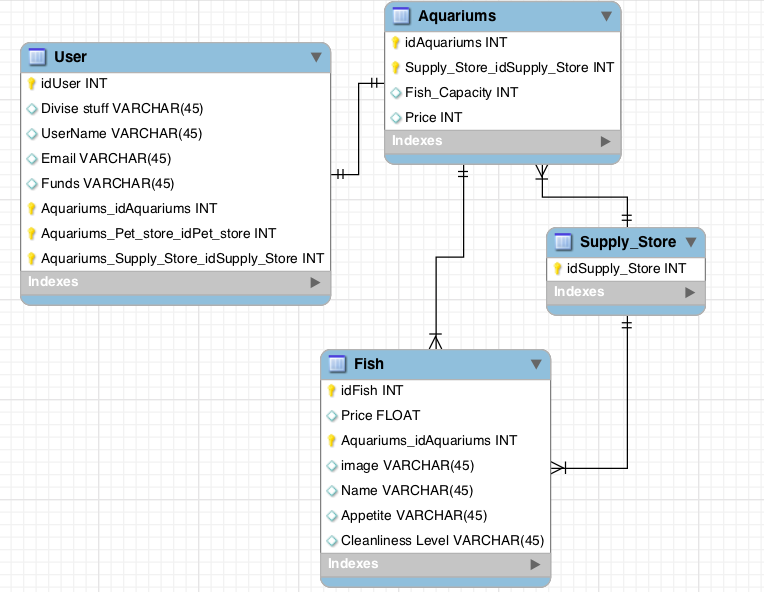 Aquariums
idAquariums INT
Supply_Store_idSupply_Store INT
Fish_Capacity INT
Price INT
Indexes
User
idUser INT
Divise stuff VARCHAR(45)
UserName VARCHAR(45)
Email VARCHAR(45)
Funds VARCHAR(45)
Aquariums_idAquariums INT
Aquariums_Pet_store_idPet_store INT
Aquariums_Supply_Store_idSupply_Store INT
Indexes
Supply_Store
idSupply_Store INT
Indexes
Fish
idFish INT
Price FLOAT
Aquariums_idAquariums INT
image VARCHAR(45)
Name VARCHAR(45)
Appetite VARCHAR(45)
Cleanliness Level VARCHAR(45)
Indexes